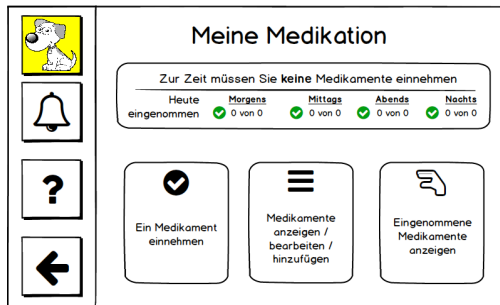 Meine Medikation
Zur Zeit müssen Sie keine Medikamente einnehmen
Heute eingenommen
Morgens
0 von 0
Mittags
0 von 0
Abends
0 von 0
Nachts
0 von 0
?
Ein Medikament
einnehmen
Medikamente
anzeigen /
bearbeiten /
hinzufügen
Eingenommene
Medikamente
anzeigen